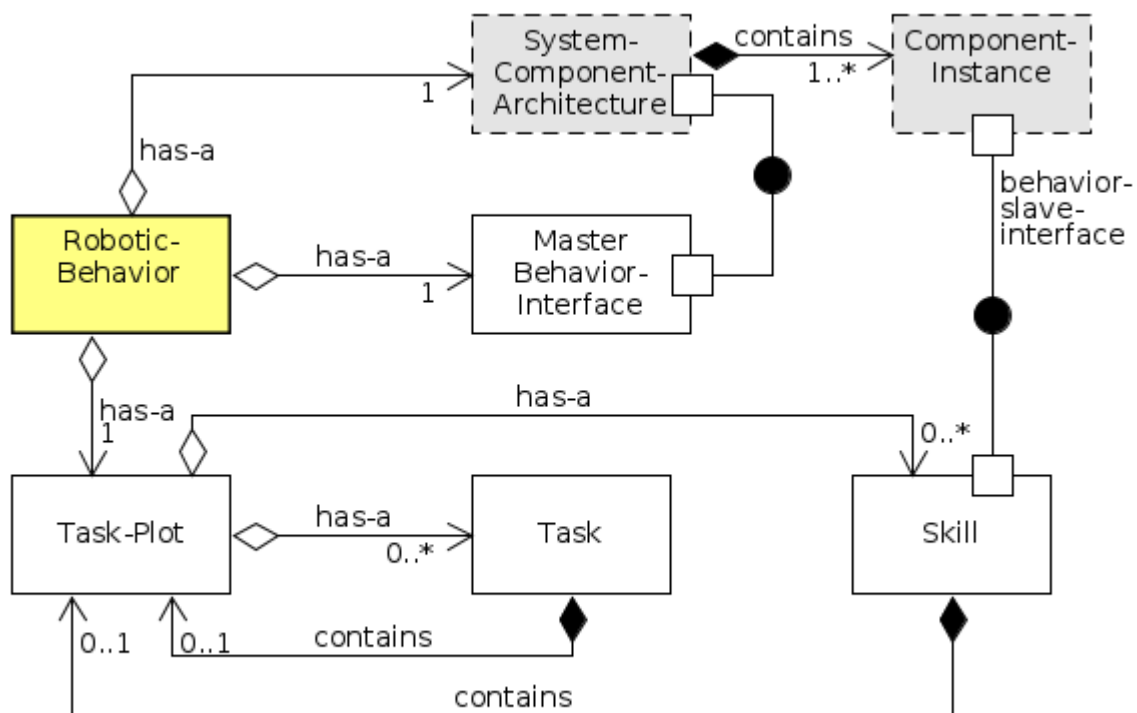 System-
Component-
Architecture
contains
1..*
Component-
Instance
1
has-a
behavior-
slave-
interface
Robotic-
Behavior
has-a
1
Master
Behavior-
Interface
has-a
1
has-a
0..*
Task-Plot
has-a
0..*
Task
Skill
0..1
0..1
contains
contains